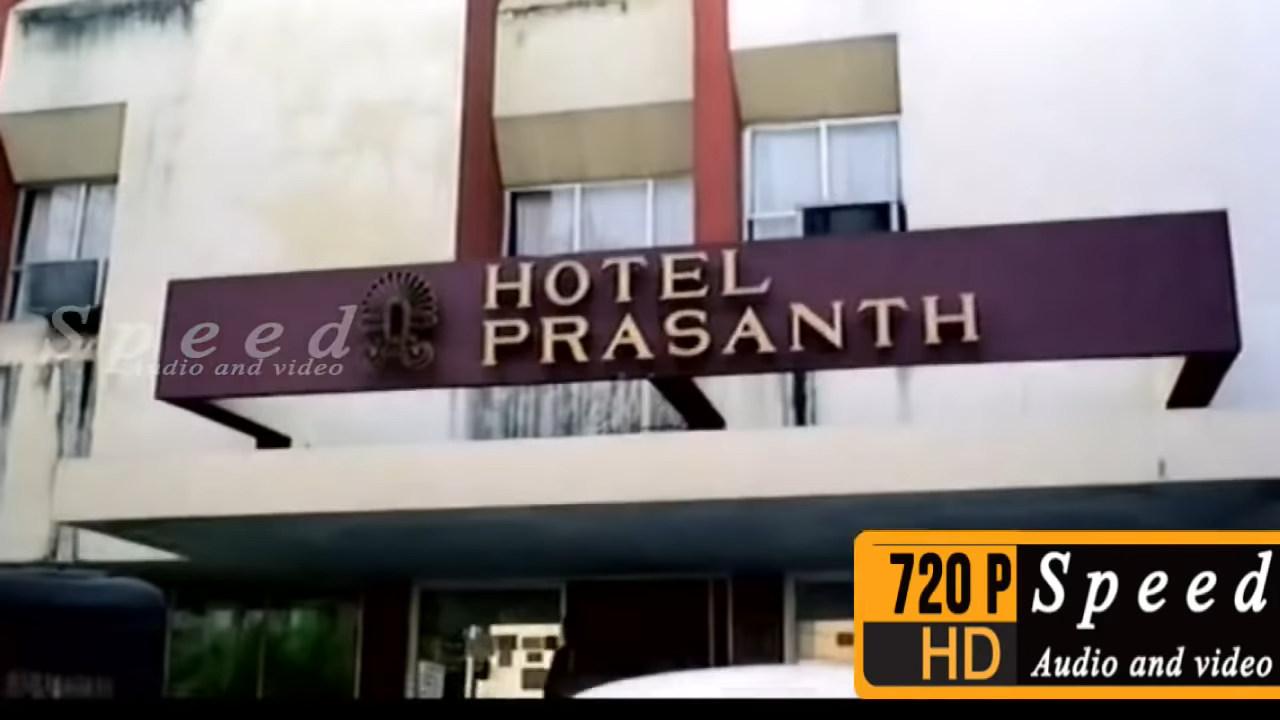 HOTEL
PRASANTH
Speed
Audio and video
720 P
HD
Speed
Audio and video